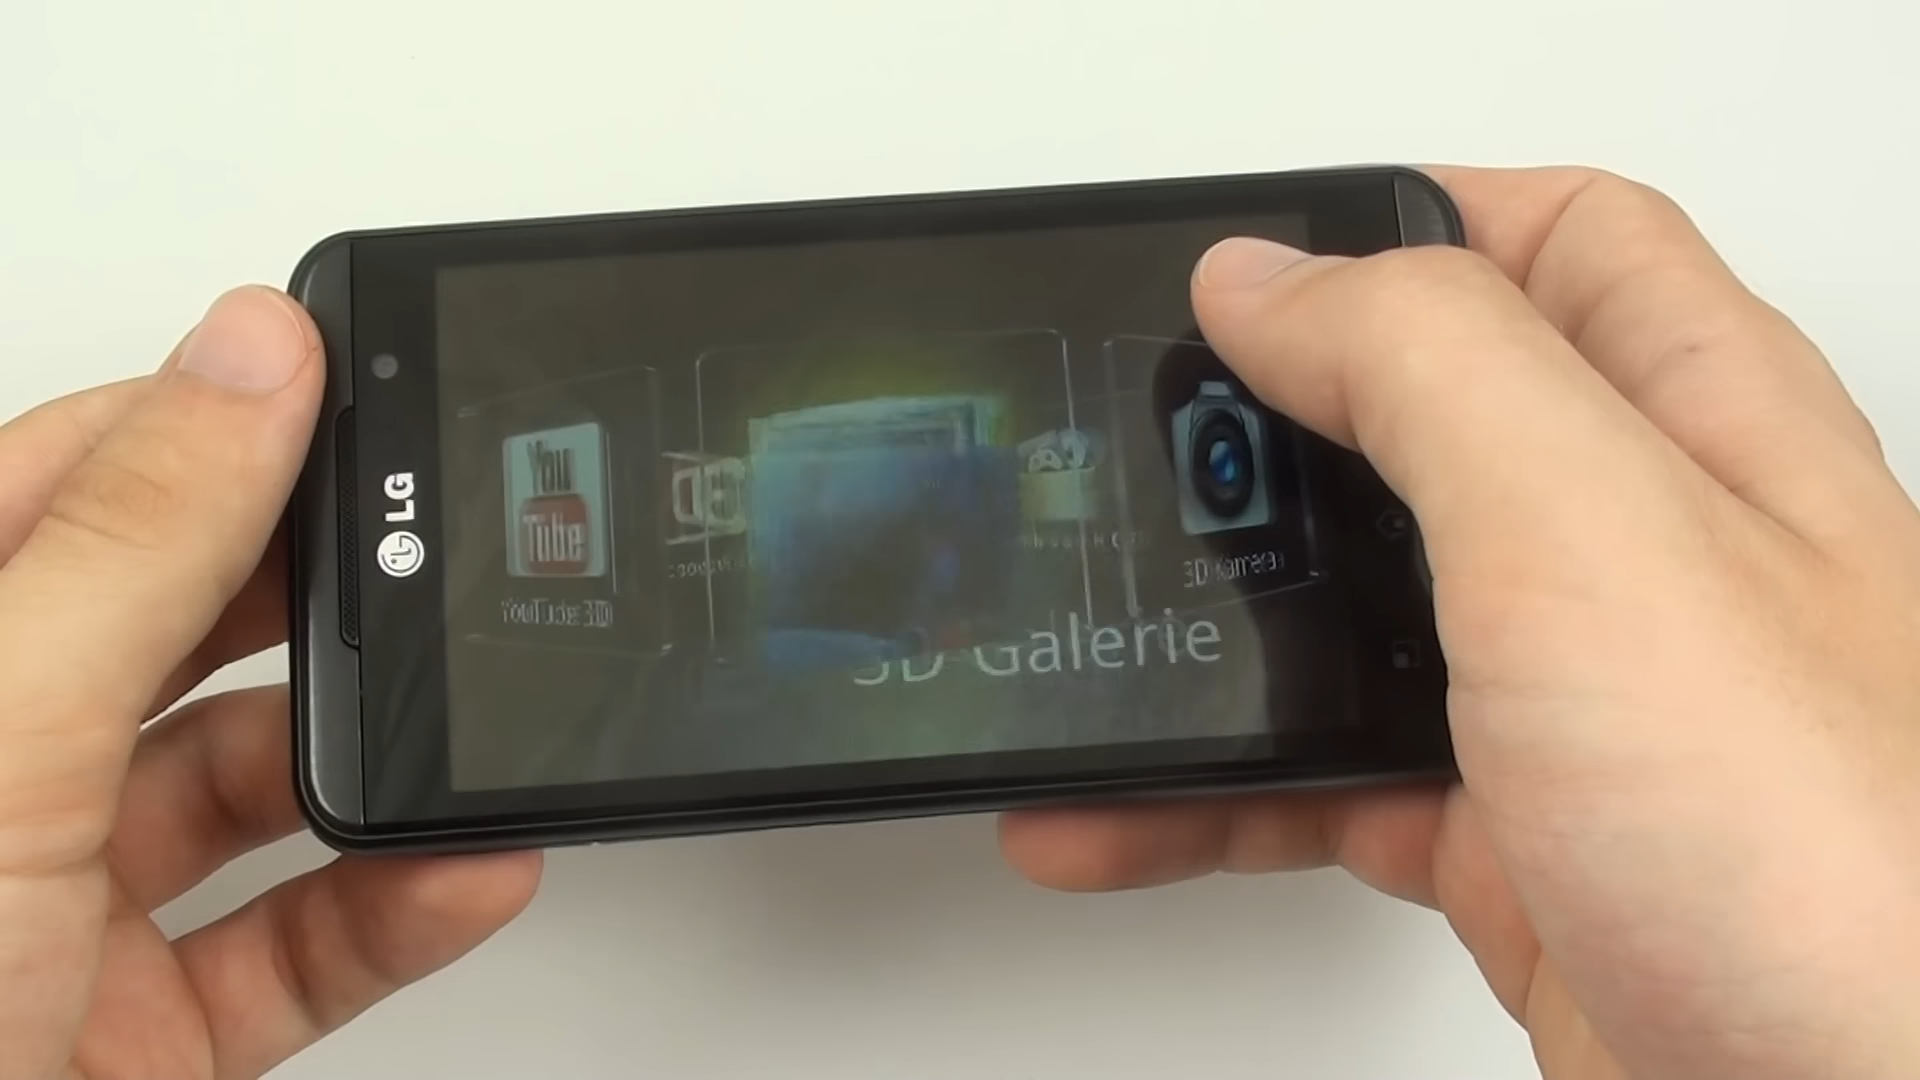 LG
You
Tube
YouTube 3D
3D Kamera
3D Galerie